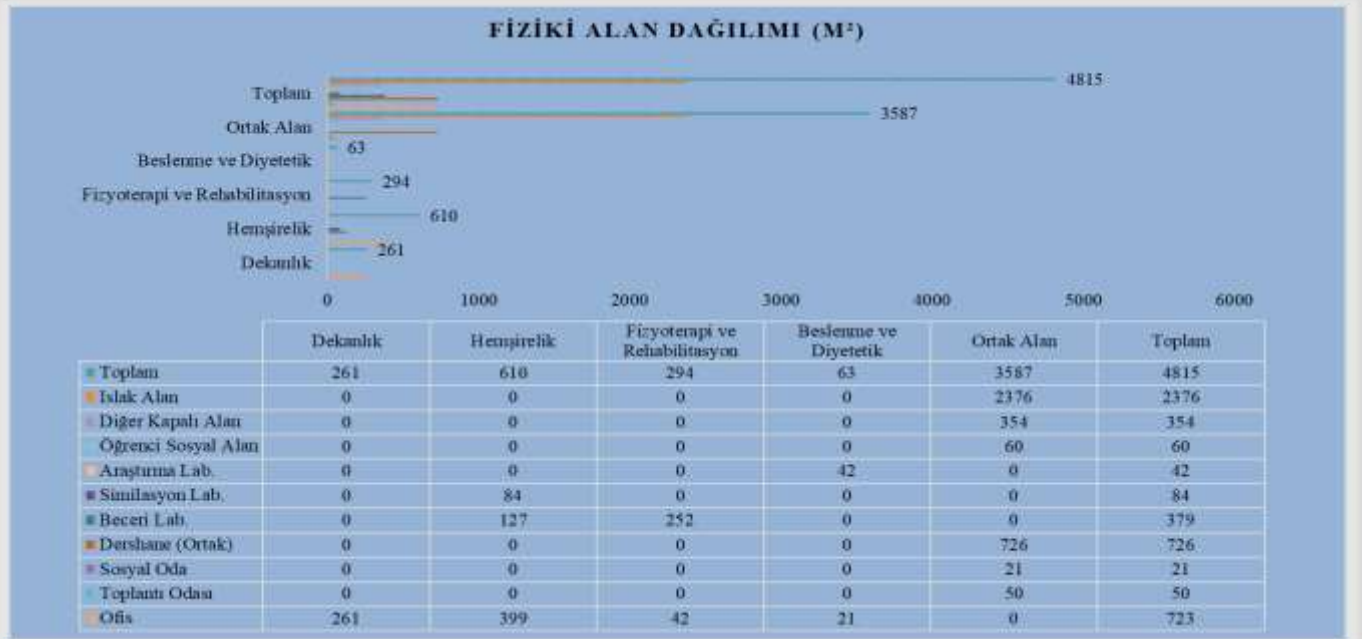 FİZİKİ ALAN DAĞILIMI (M²)
Toplam 4815
Ortak Alan 3587
Beslenme ve Diyetetik 63
Fizyoterapi ve Rehabilitasyon 294
Hemşirelik 610
Dekanlık 261
0 1000 2000 3000 4000 5000 6000
Dekanlık Hemşirelik Fizyoterapi ve Rehabilitasyon Beslenme ve Diyetetik Ortak Alan Toplam
Toplam 261 610 294 63 3587 4815
Islak Alan 0 0 0 0 2376 2376
Diğer Kapalı Alan 0 0 0 0 354 354
Öğrenci Sosyal Alan 0 0 0 0 60 60
Araştırma Lab. 0 0 0 42 0 42
Similasyon Lab. 0 84 0 0 0 84
Beceri Lab. 0 127 252 0 0 379
Dershane (Ortak) 0 0 0 0 726 726
Sosyal Oda 0 0 0 0 21 21
Toplantı Odası 0 0 0 0 50 50
Ofis 261 399 42 21 0 723